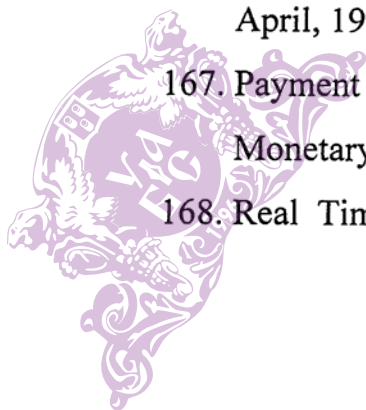 April, 19
167. Payment
Monetary
168. Real Tim